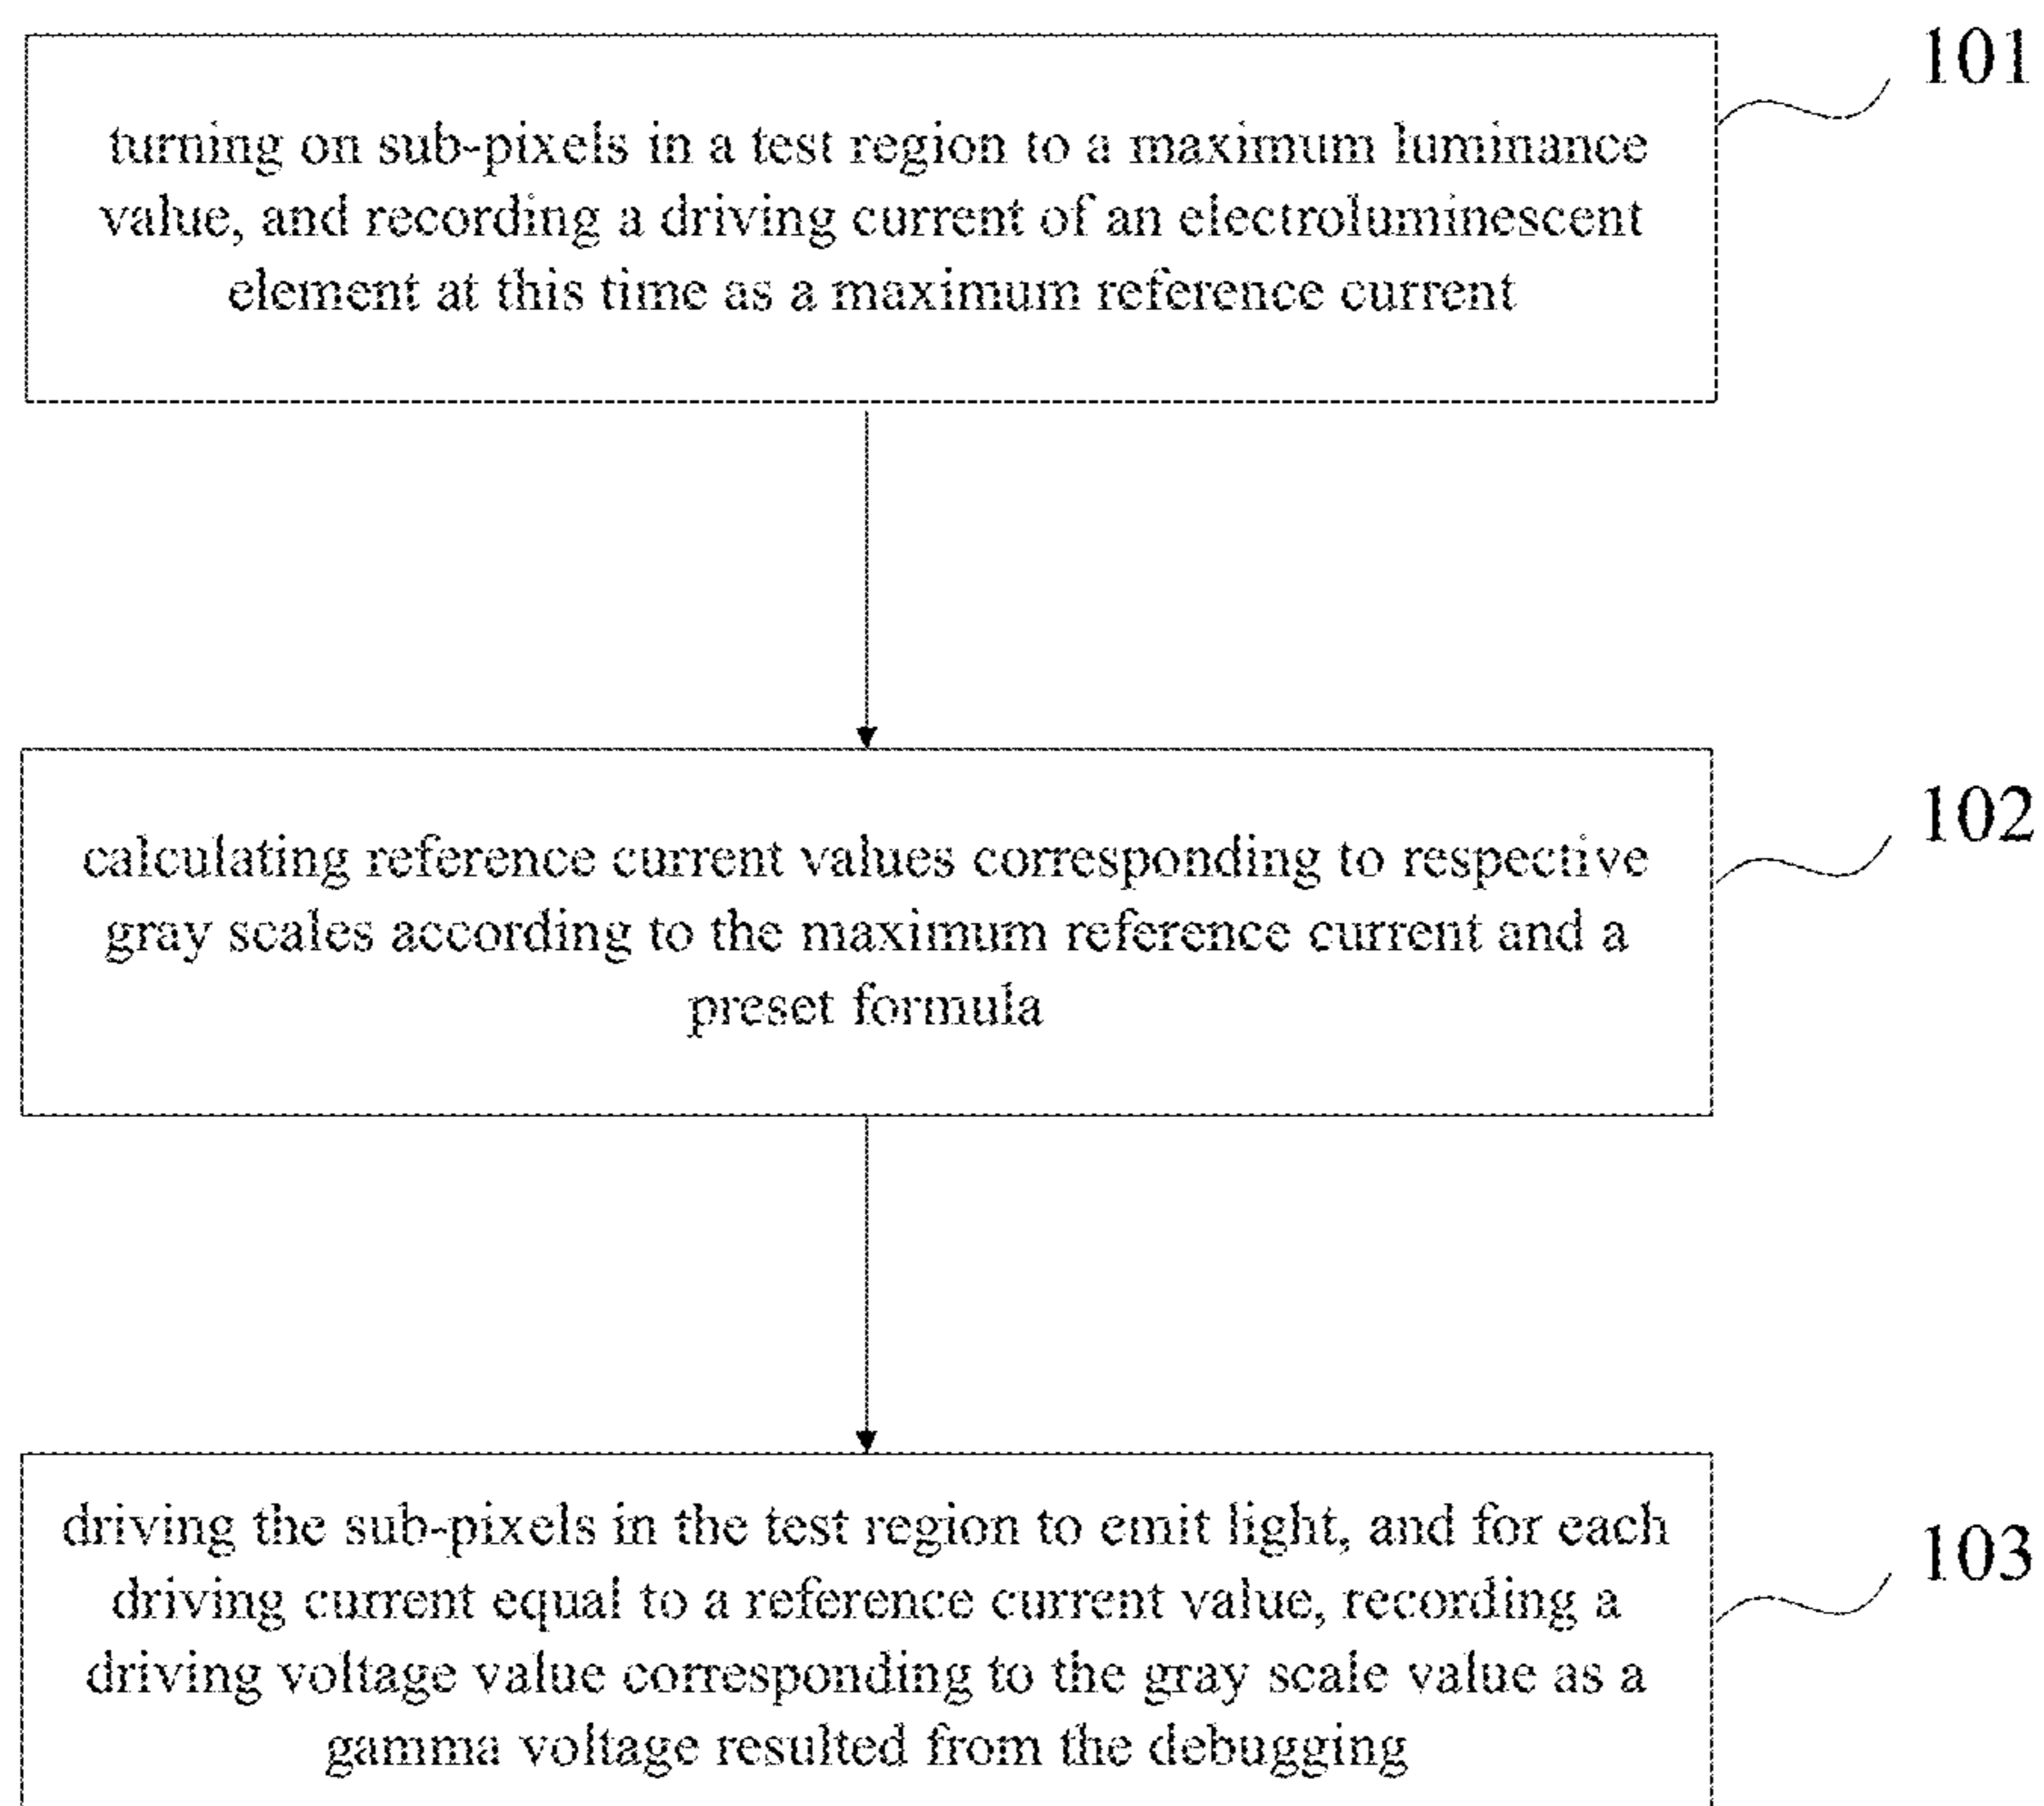 101
turning on sub-pixels in a test region to a maximum luminance
value, and recording a driving current of an electroluminescent
element at this time as a maximum reference current
102
calculating reference current values corresponding to respective
gray scales according to the maximum reference current and a
preset formula
103
driving the sub-pixels in the test region to emit light, and for each
driving current equal to a reference current value, recording a
driving voltage value corresponding to the gray scale value as a
gamma voltage resulted from the debugging